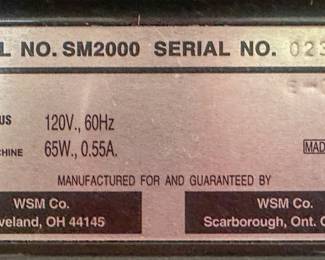 L NO. SM2000 SERIAL NO. 023
US 120V., 60Hz
CHINE 65W., 0.55A.
MAD
MANUFACTURED FOR AND GUARANTEED BY
WSM Co. WSM Co.
veland, OH 44145 Scarborough, Ont. C